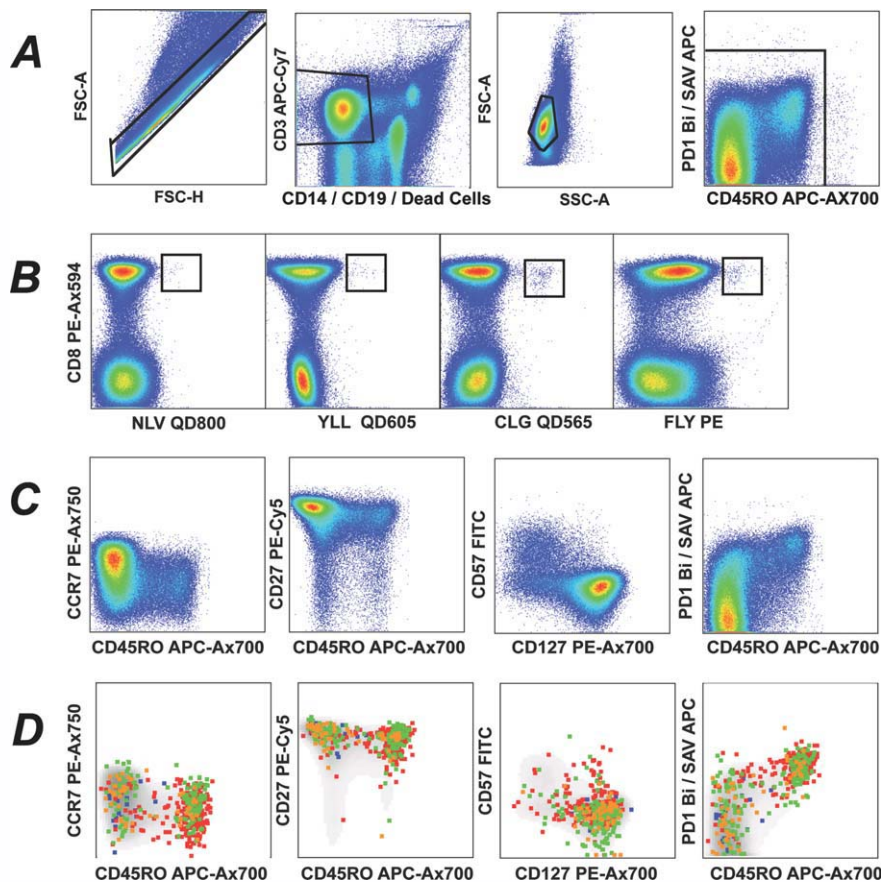 A
FSC-A
FSC-H
CD3 APC-Cy7
CD14 / CD19 / Dead Cells
FSC-A
SSC-A
PD1 Bi / SAV APC
CD45RO APC-AX700
B
CD8 PE-Ax594
NLV QD800
YLL QD605
CLG QD565
FLY PE
C
CCR7 PE-Ax750
CD45RO APC-Ax700
CD27 PE-Cy5
CD45RO APC-Ax700
CD57 FITC
CD127 PE-Ax700
PD1 Bi / SAV APC
CD45RO APC-Ax700
D
CCR7 PE-Ax750
CD45RO APC-Ax700
CD27 PE-Cy5
CD45RO APC-Ax700
CD57 FITC
CD127 PE-Ax700
PD1 Bi / SAV APC
CD45RO APC-Ax700